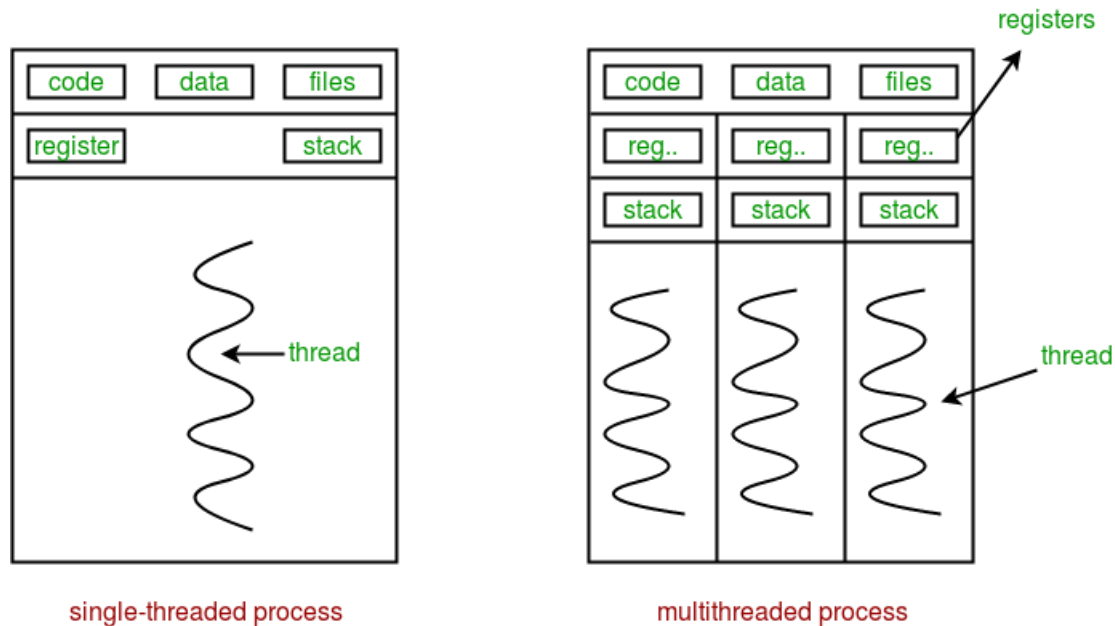 registers
code data files
register stack
thread
single-threaded process
code data files
reg.. reg.. reg..
stack stack stack
thread
multithreaded process